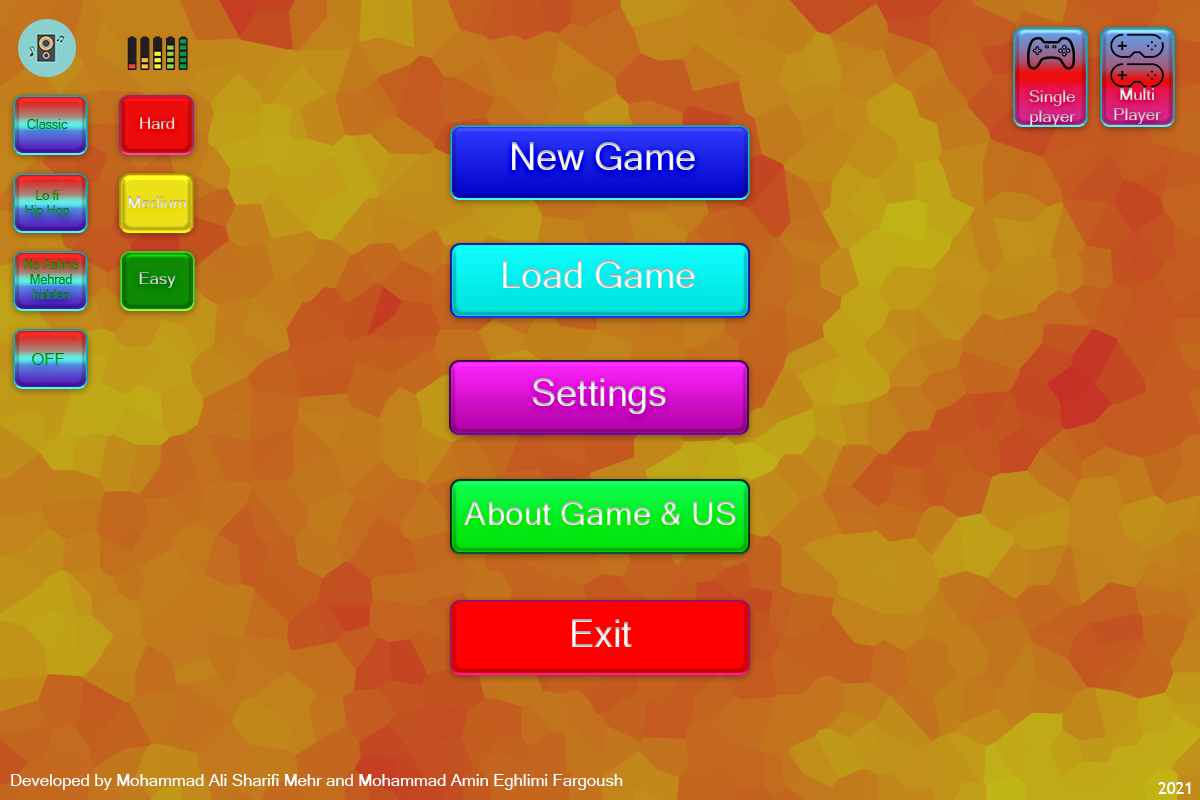 Classic
Lo fi
Hip Hop
Na Ashna
Mehrad
hidden
OFF
Hard
Medium
Easy
New Game
Load Game
Settings
About Game & US
Exit
Single
player
Multi
Player
Developed by Mohammad Ali Sharifi Mehr and Mohammad Amin Eghlimi Fargoush
2021